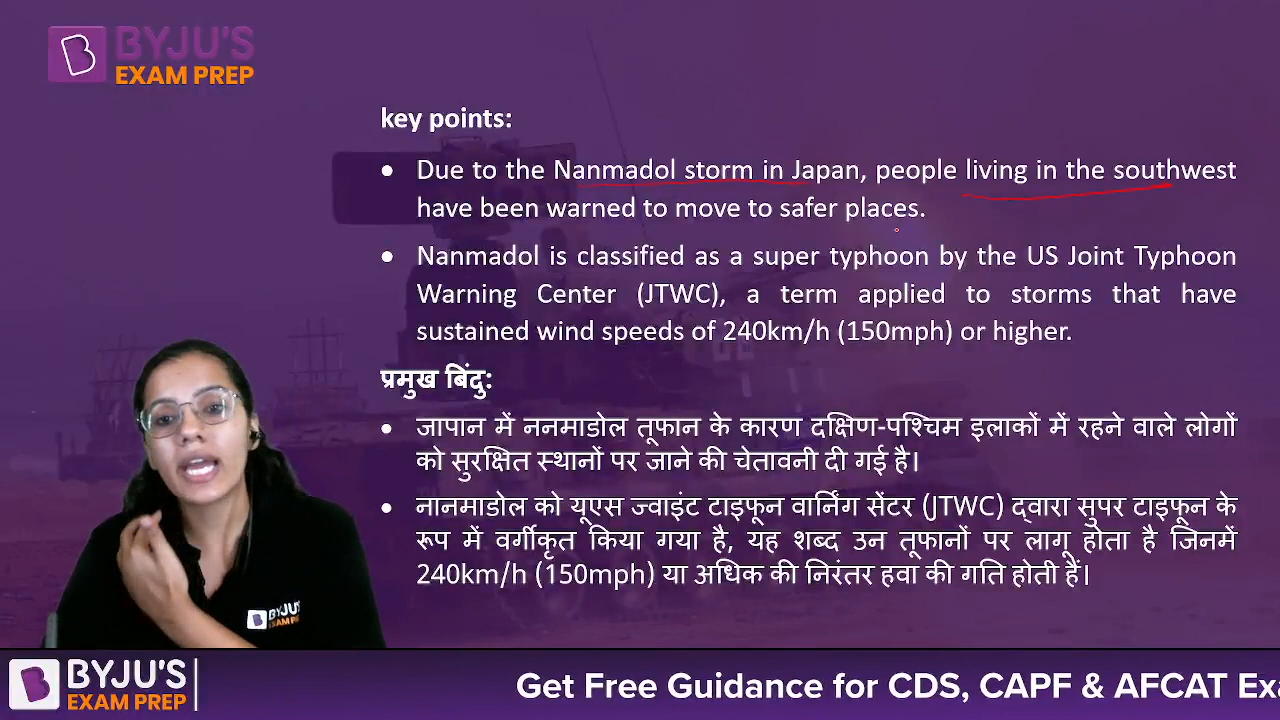 BYJU'S
EXAM PREP
key points:
• Due to the Nanmadol storm in Japan, people living in the southwest
have been warned to move to safer places.
• Nanmadol is classified as a super typhoon by the US Joint Typhoon
Warning Center (JTWC), a term applied to storms that have
sustained wind speeds of 240km/h (150mph) or higher.
प्रमुख बिंदु:
• जापान में ननमाडोल तूफान के कारण दक्षिण-पश्चिम इलाकों में रहने वाले लोगों
को सुरक्षित स्थानों पर जाने की चेतावनी दी गई है।
• नानमाडोल को यूएस ज्वाइंट टाइफून वार्निंग सेंटर (JTWC) द्वारा सुपर टाइफून के
रूप में वर्गीकृत किया गया है, यह शब्द उन तूफानों पर लागू होता है जिनमें
240km/h (150mph) या अधिक की निरंतर हवा की गति होती हैं।
BYJU'S
EXAM PREP
BYJU'S
EXAM PREP
Get Free Guidance for CDS, CAPF & AFCAT Exa